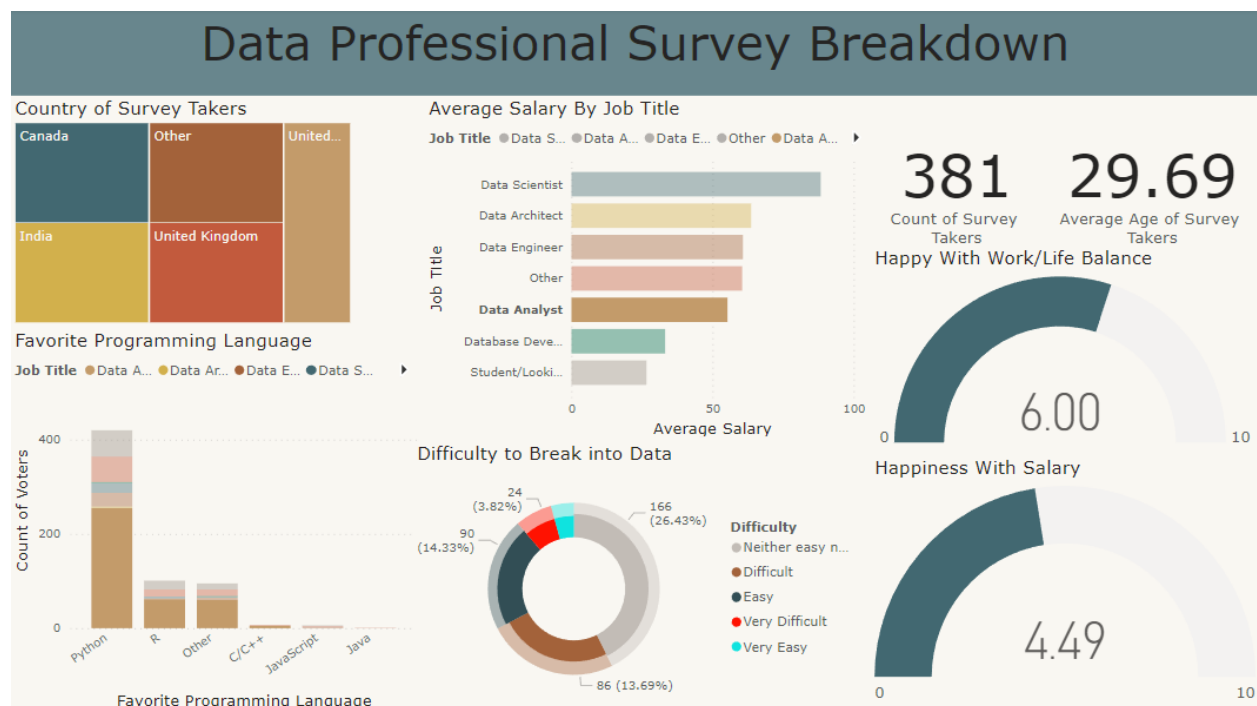 Data Professional Survey Breakdown
Country of Survey Takers
Canada
Other
United...
India
United Kingdom
Average Salary By Job Title
Job Title Data S... Data A... Data E... Other Data A...
Job Title
Data Scientist
Data Architect
Data Engineer
Other
Data Analyst
Database Deve...
Student/Looki...
0 50 100
Average Salary
381
Count of Survey
Takers
29.69
Average Age of Survey
Takers
Happy With Work/Life Balance
6.00
0 10
Favorite Programming Language
Job Title Data A... Data Ar... Data E... Data S...
Count of Voters
400
200
0
Python R Other C/C++ JavaScript Java
Favorite Programming Language
Difficulty to Break into Data
24
(3.82%)
166
(26.43%)
90
(14.33%)
86 (13.69%)
Difficulty
Neither easy n...
Difficult
Easy
Very Difficult
Very Easy
Happiness With Salary
4.49
0 10